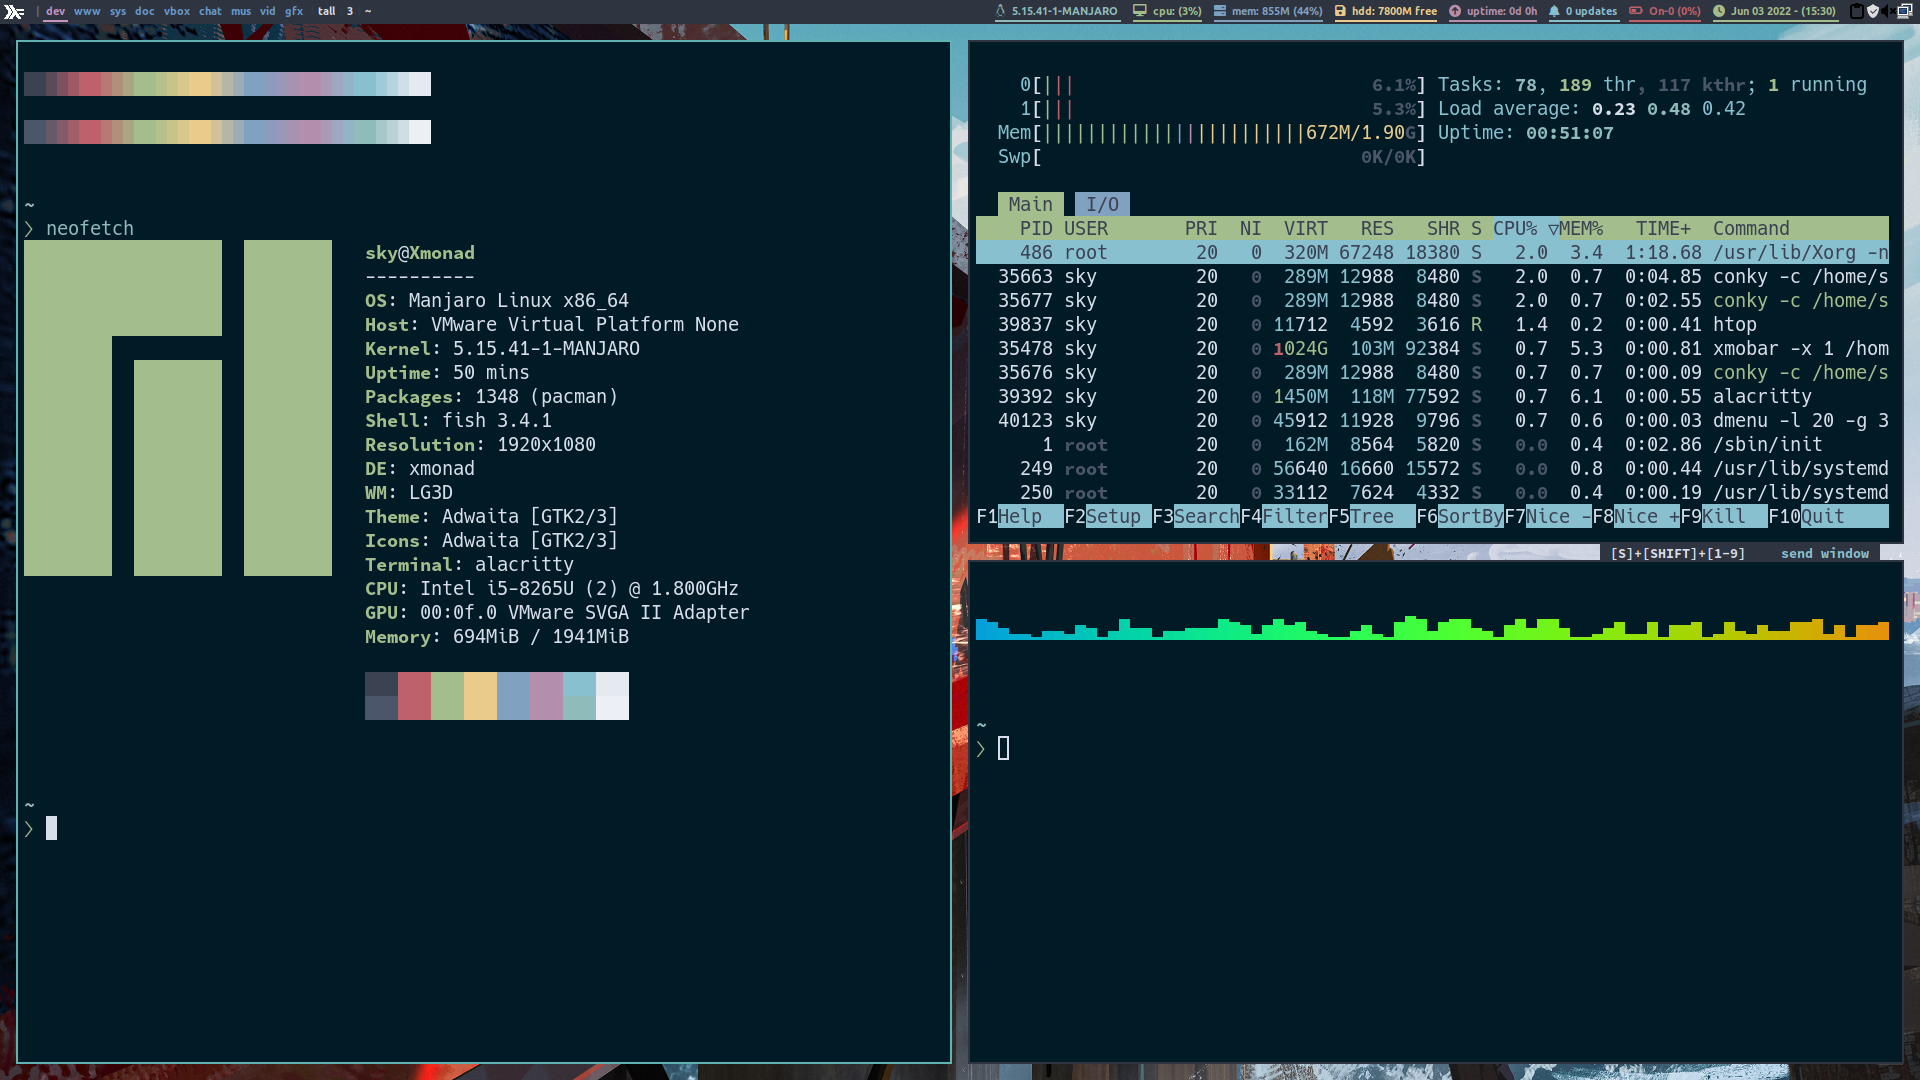 dev www sys doc vbox chat mus vid gfx tall 3 ~
5.15.41-1-MANJARO cpu: (3%) mem: 855M (44%) hdd: 7800M free uptime: 0d 0h 0 updates On-0 (0%) Jun 03 2022 - (15:30)
~
❯ neofetch
sky@Xmonad
----------
OS: Manjaro Linux x86_64
Host: VMware Virtual Platform None
Kernel: 5.15.41-1-MANJARO
Uptime: 50 mins
Packages: 1348 (pacman)
Shell: fish 3.4.1
Resolution: 1920x1080
DE: xmonad
WM: LG3D
Theme: Adwaita [GTK2/3]
Icons: Adwaita [GTK2/3]
Terminal: alacritty
CPU: Intel i5-8265U (2) @ 1.800GHz
GPU: 00:0f.0 VMware SVGA II Adapter
Memory: 694MiB / 1941MiB
~
❯
0[||| 6.1%] Tasks: 78, 189 thr, 117 kthr; 1 running
1[||| 5.3%] Load average: 0.23 0.48 0.42
Mem[||||||||||||||||||||||||672M/1.90G] Uptime: 00:51:07
Swp[ 0K/0K]
Main I/O
PID USER PRI NI VIRT RES SHR S CPU% ▽MEM% TIME+ Command
486 root 20 0 320M 67248 18380 S 2.0 3.4 1:18.68 /usr/lib/Xorg -n
35663 sky 20 0 289M 12988 8480 S 2.0 0.7 0:04.85 conky -c /home/s
35677 sky 20 0 289M 12988 8480 S 2.0 0.7 0:02.55 conky -c /home/s
39837 sky 20 0 11712 4592 3616 R 1.4 0.2 0:00.41 htop
35478 sky 20 0 1024G 103M 92384 S 0.7 5.3 0:00.81 xmobar -x 1 /hom
35676 sky 20 0 289M 12988 8480 S 0.7 0.7 0:00.09 conky -c /home/s
39392 sky 20 0 1450M 118M 77592 S 0.7 6.1 0:00.55 alacritty
40123 sky 20 0 45912 11928 9796 S 0.7 0.6 0:00.03 dmenu -l 20 -g 3
1 root 20 0 162M 8564 5820 S 0.0 0.4 0:02.86 /sbin/init
249 root 20 0 56640 16660 15572 S 0.0 0.8 0:00.44 /usr/lib/systemd
250 root 20 0 33112 7624 4332 S 0.0 0.4 0:00.19 /usr/lib/systemd
F1Help F2Setup F3SearchF4FilterF5Tree F6SortByF7Nice -F8Nice +F9Kill F10Quit
[S]+[SHIFT]+[1-9] send window
~
❯